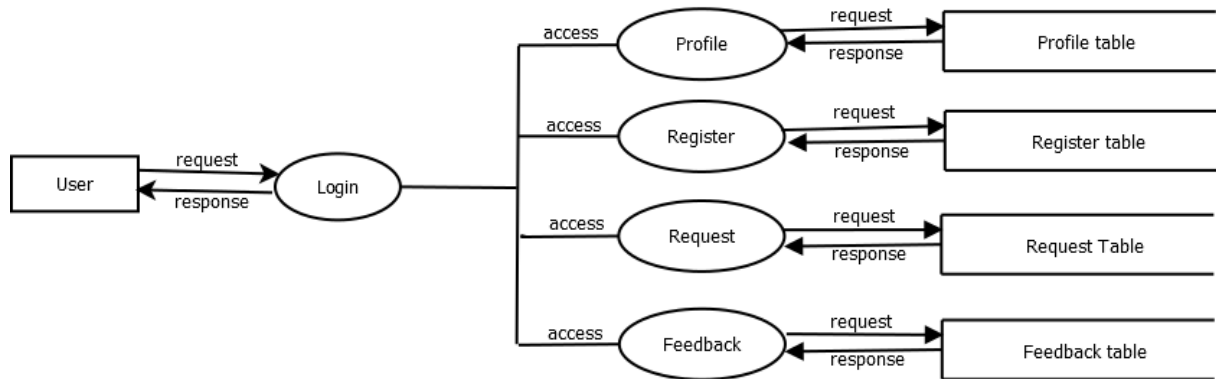 request
access
Profile
Profile table
response
request
access
Register
Register table
response
request
User
Login
response
request
access
Request
Request Table
response
request
access
Feedback
Feedback table
response